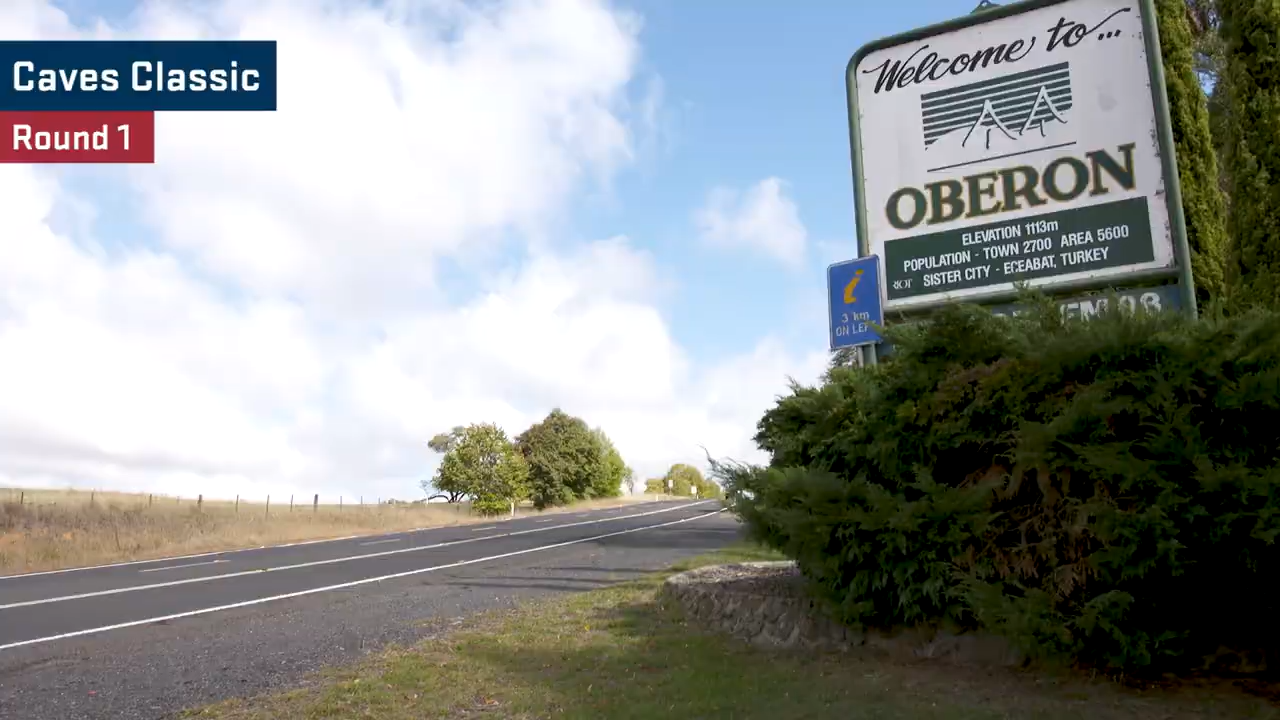 Caves Classic
Round 1
Welcome to...
OBERON
ELEVATION 1113m
POPULATION - TOWN 2700 AREA 5600
SISTER CITY - ECEABAT, TURKEY
3 km
ON LEFT